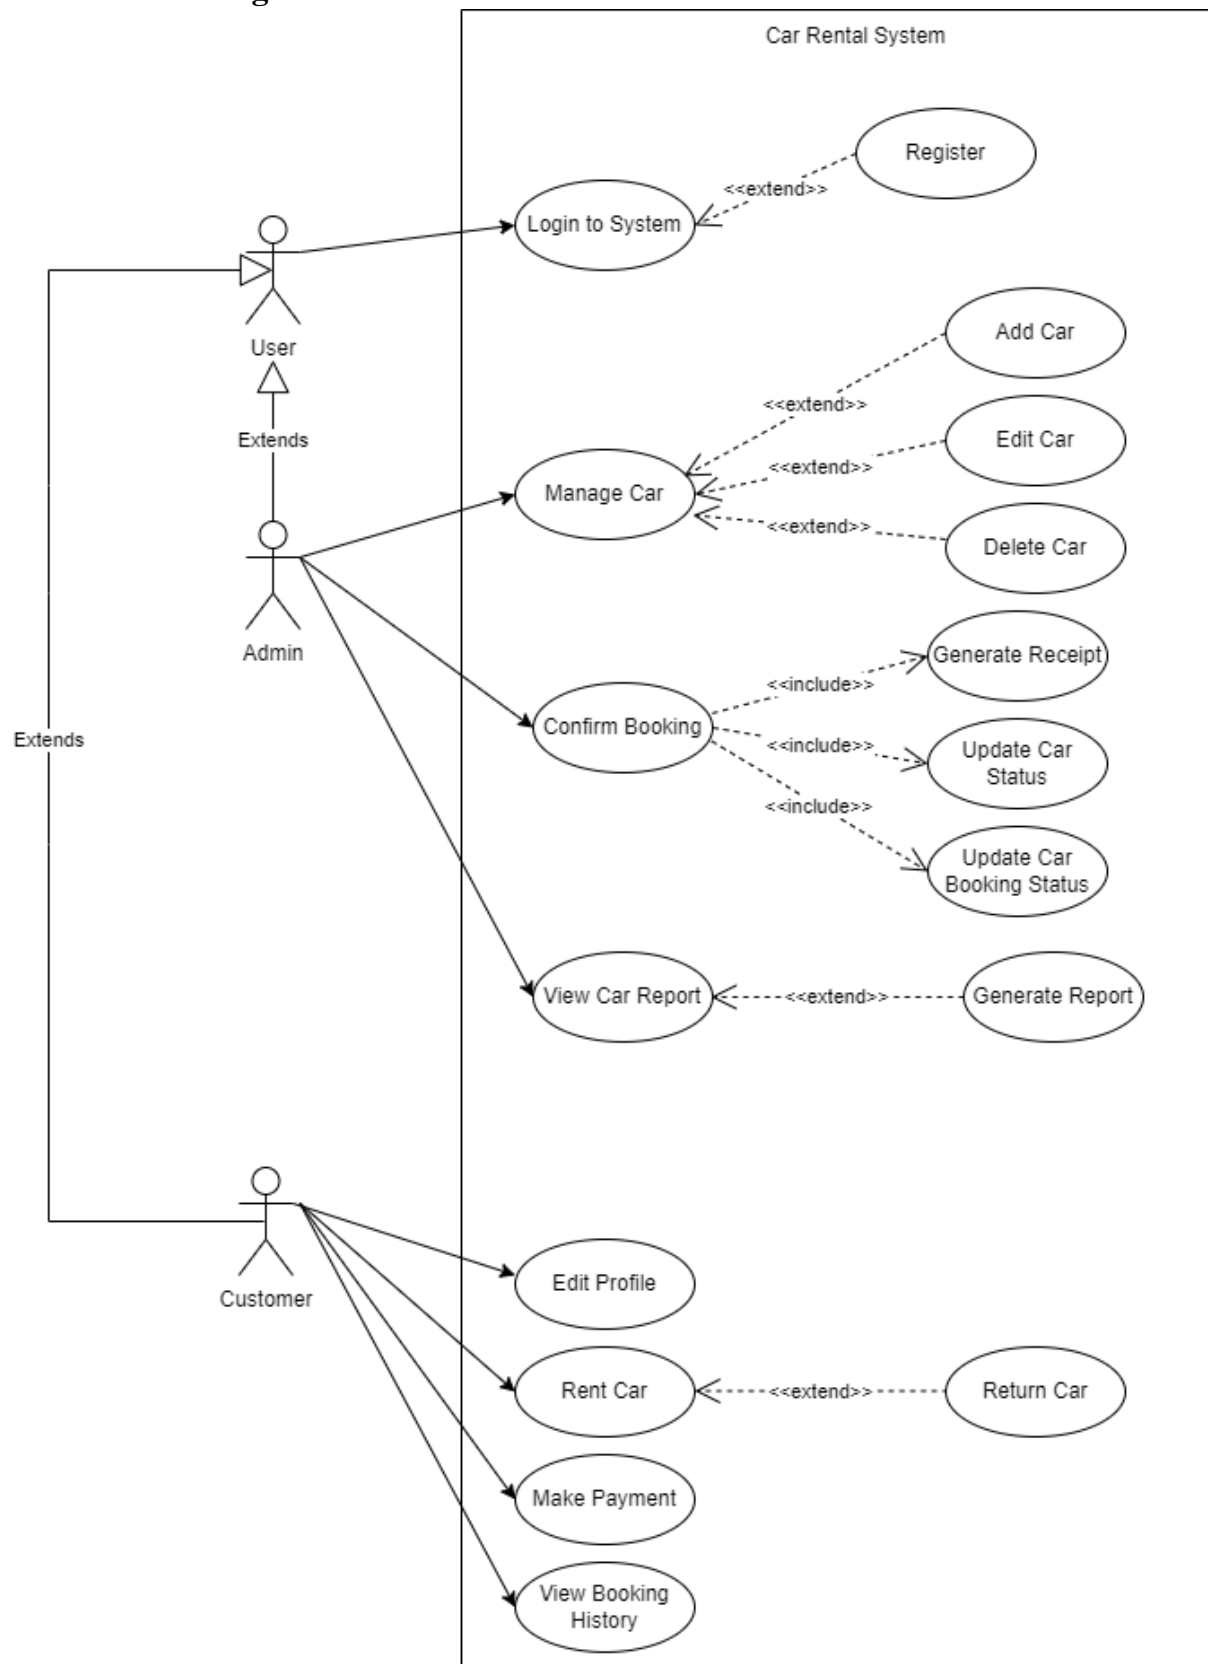 Car Rental System
Register
<<extend>>
Login to System
User
Add Car
<<extend>>
Extends
Edit Car
<<extend>>
Manage Car
<<extend>>
Delete Car
Admin
Generate Receipt
<<include>>
Confirm Booking
Extends
<<include>>
Update Car
Status
<<include>>
Update Car
Booking Status
View Car Report
<<extend>>
Generate Report
Customer
Edit Profile
Rent Car
<<extend>>
Return Car
Make Payment
View Booking
History